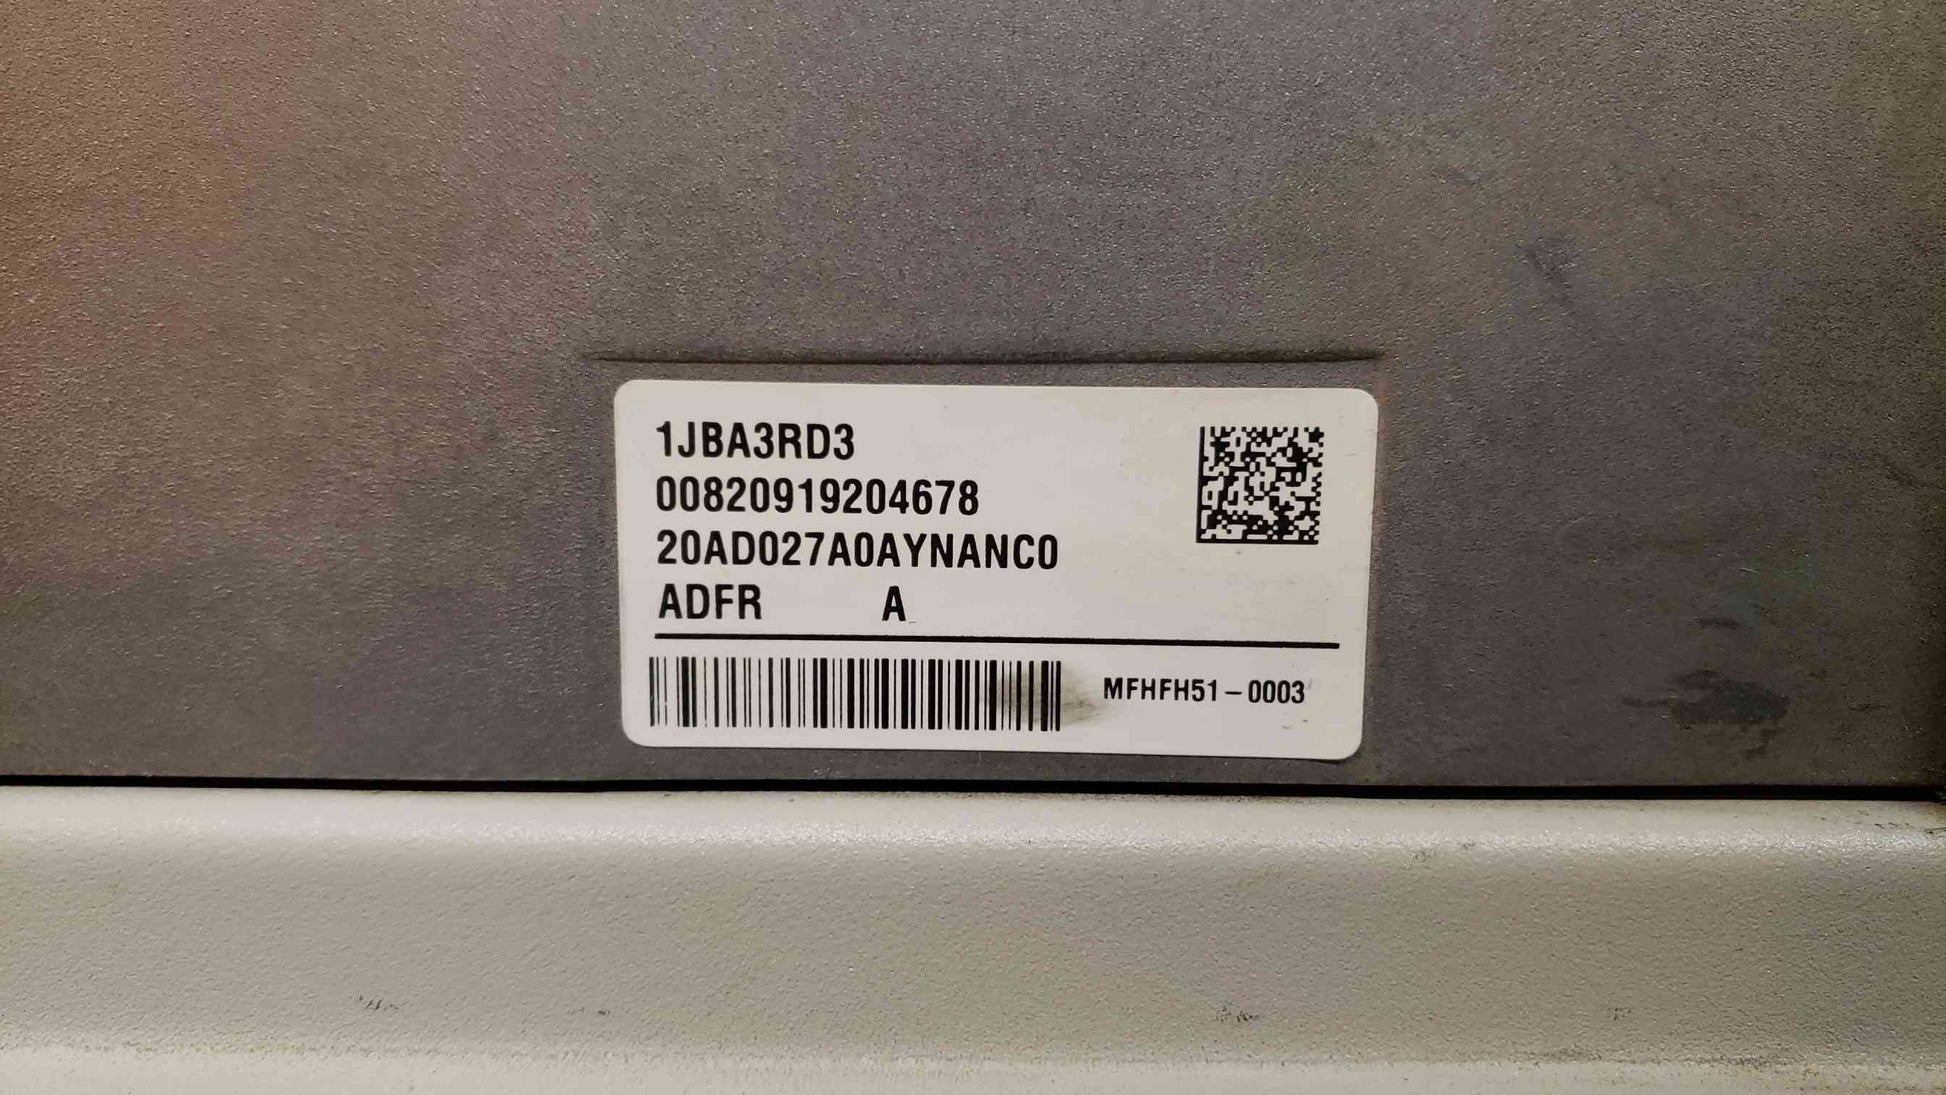 1JBA3RD3
00820919204678
20AD027A0AYNANC0
ADFR A
MFHFH51-0003